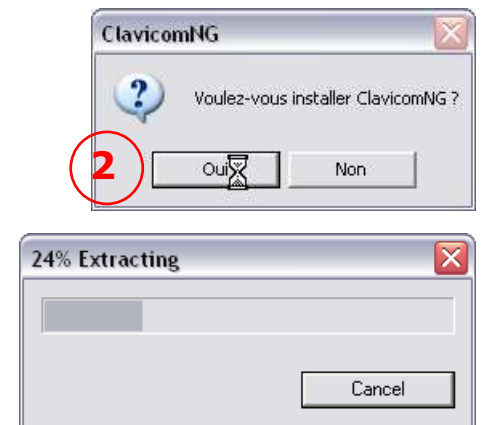 ClavicomNG
Voulez-vous installer ClavicomNG ?
2
Oui
Non
24% Extracting
Cancel